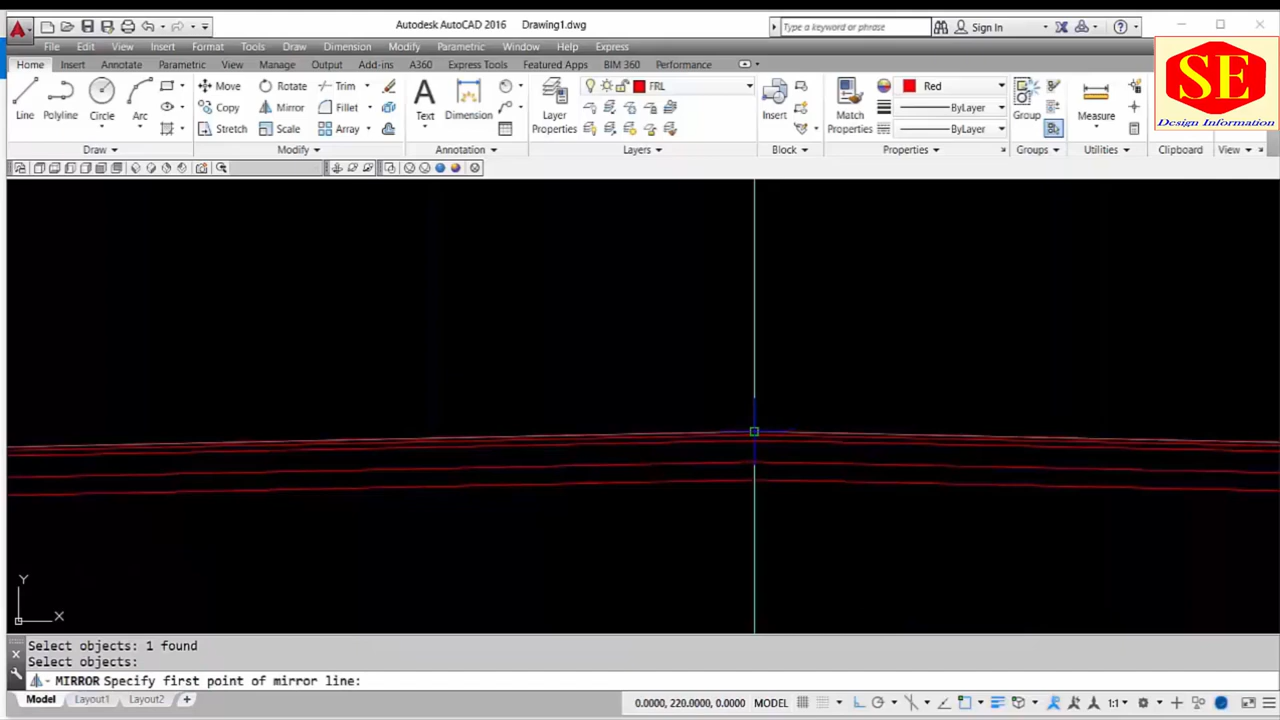 Autodesk AutoCAD 2016 Drawing1.dwg
Type a keyword or phrase
Sign In
File Edit View Insert Format Tools Draw Dimension Modify Parametric Window Help Express
Home Insert Annotate Parametric View Manage Output Add-ins A360 Express Tools Featured Apps BIM 360 Performance
SE
Design Information
Line Polyline Circle Arc
Move Rotate Trim
Copy Mirror Fillet
Stretch Scale Array
Text Dimension
Layer Properties
FRL
Insert
Match Properties
Red
ByLayer
ByLayer
Group
Measure
Draw Modify Annotation Layers Block Properties Groups Utilities Clipboard View
Y
X
Select objects: 1 found
Select objects:
MIRROR Specify first point of mirror line:
Model Layout1 Layout2 +
0.0000, 220.0000, 0.0000 MODEL 1:1